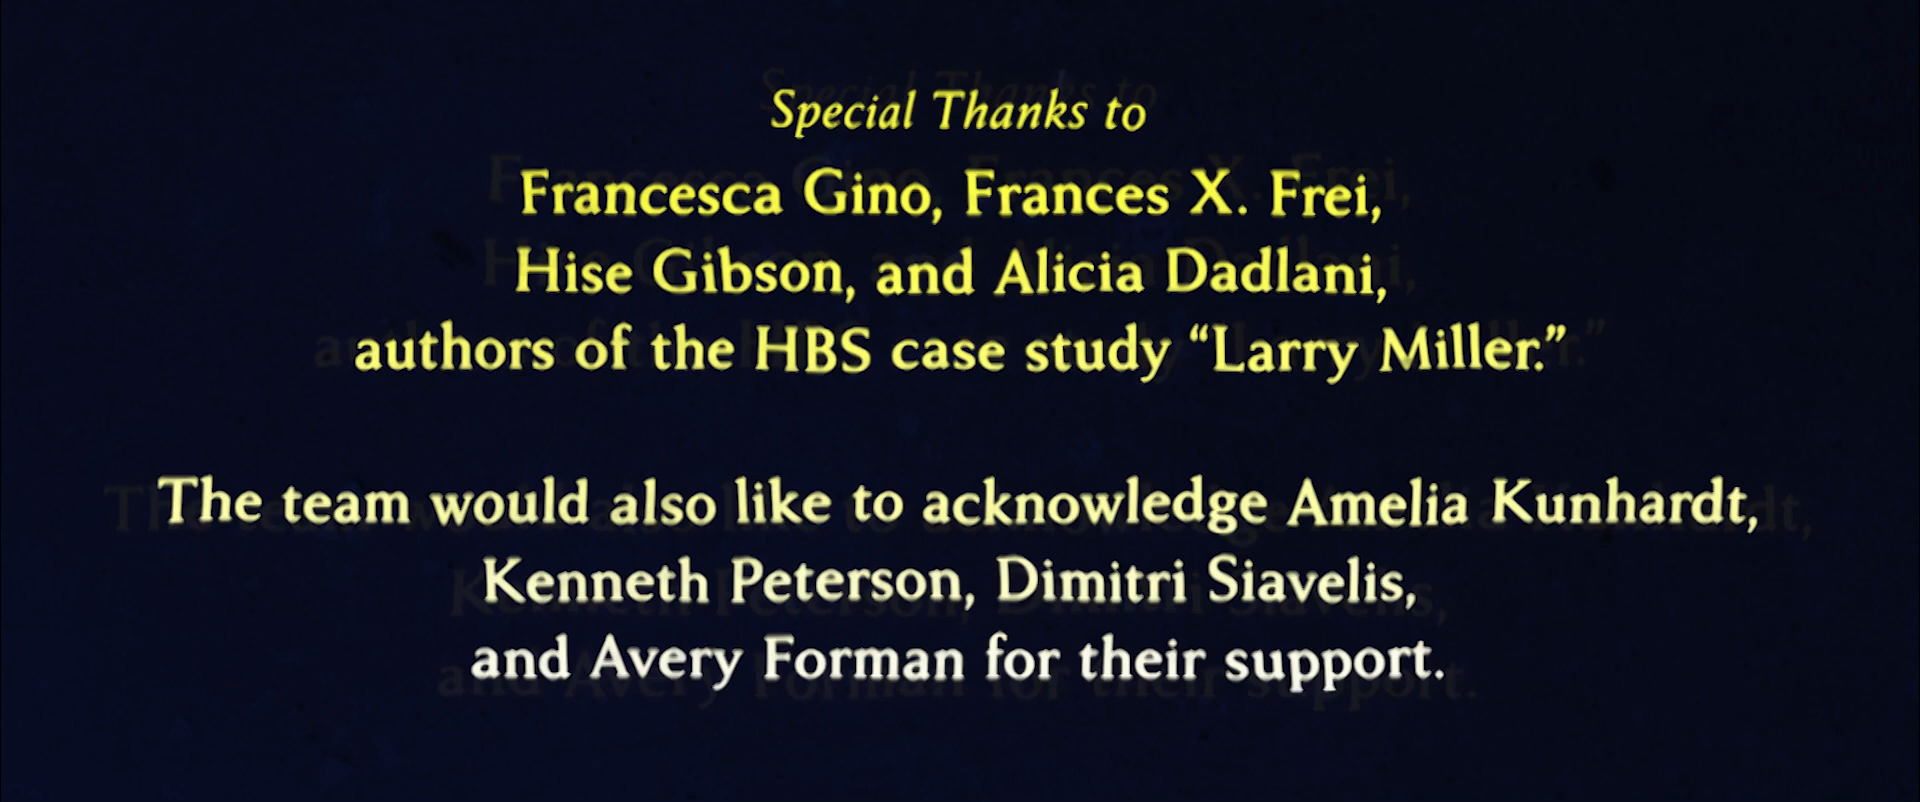 Special Thanks to
Francesca Gino, Frances X. Frei,
Hise Gibson, and Alicia Dadlani,
authors of the HBS case study “Larry Miller.”
The team would also like to acknowledge Amelia Kunhardt,
Kenneth Peterson, Dimitri Siavelis,
and Avery Forman for their support.